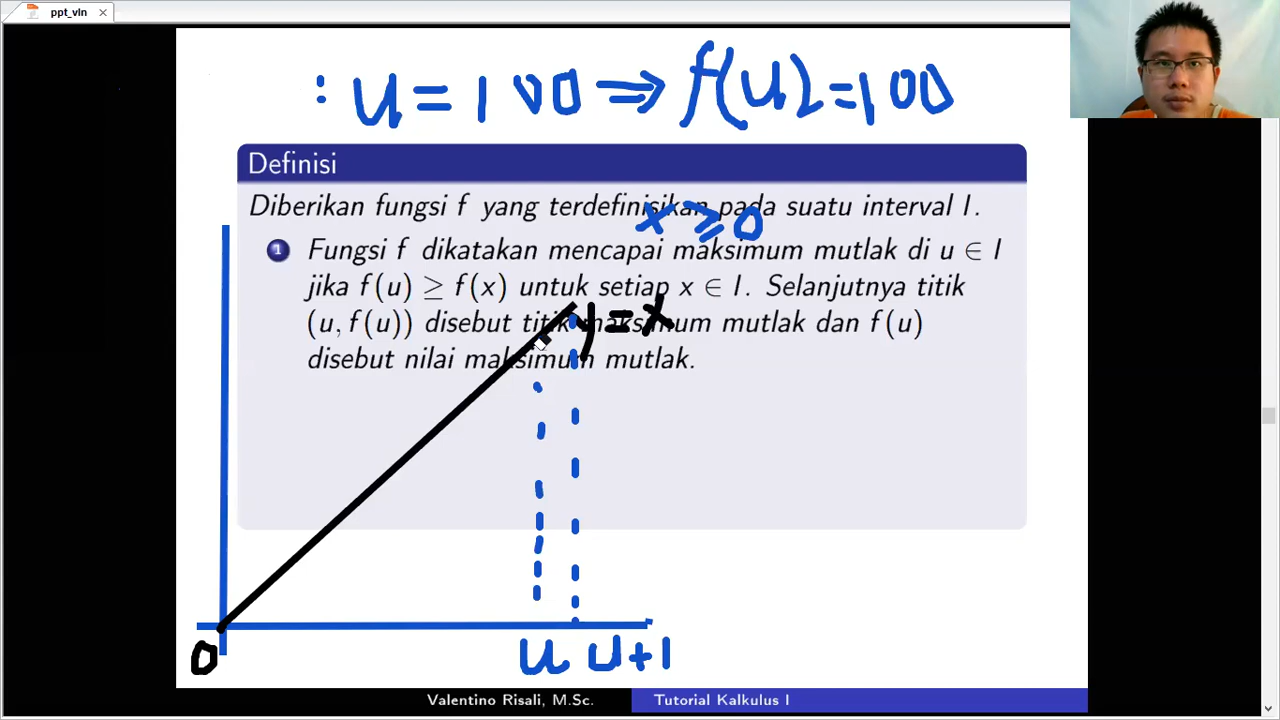 ppt_vln
: u = 100 ⇒ f(u) = 100
Definisi
Diberikan fungsi f yang terdefinisikan pada suatu interval I.
x ≥ 0
1 Fungsi f dikatakan mencapai maksimum mutlak di u ∈ I
jika f(u) ≥ f(x) untuk setiap x ∈ I. Selanjutnya titik
(u, f(u)) disebut titik maksimum mutlak dan f(u)
y = x
disebut nilai maksimum mutlak.
0
u u+1
Valentino Risali, M.Sc. Tutorial Kalkulus I